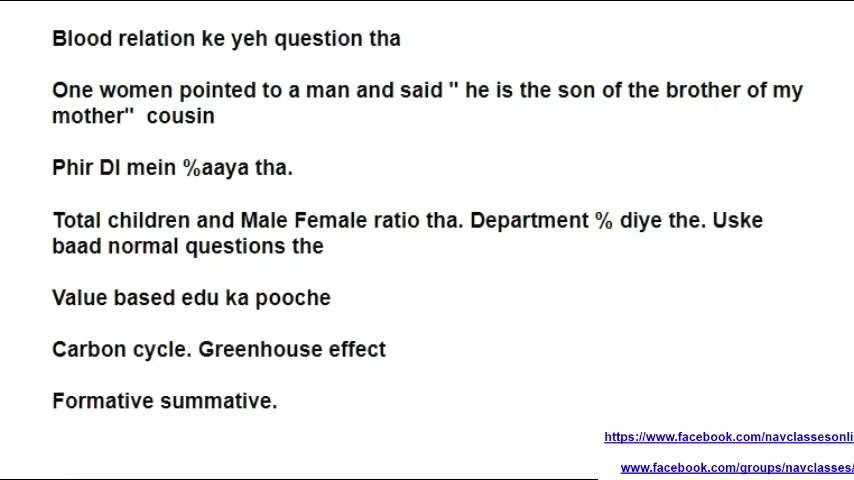 Blood relation ke yeh question tha
One women pointed to a man and said " he is the son of the brother of my
mother" cousin
Phir DI mein %aaya tha.
Total children and Male Female ratio tha. Department % diye the. Uske
baad normal questions the
Value based edu ka pooche
Carbon cycle. Greenhouse effect
Formative summative.
https://www.facebook.com/navclassesonli
www.facebook.com/groups/navclasses/